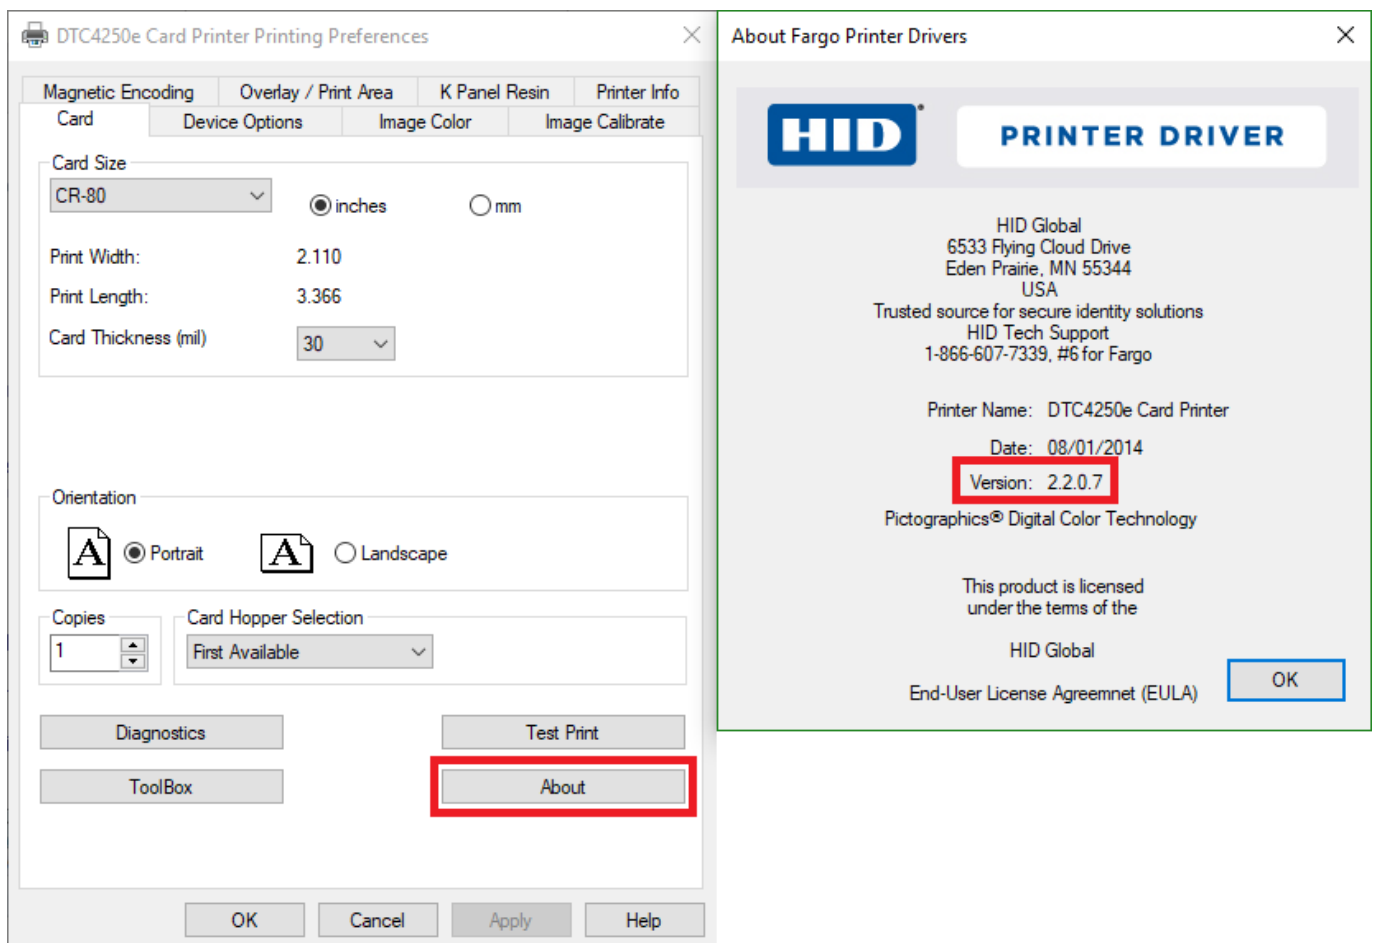 DTC4250e Card Printer Printing Preferences
Magnetic Encoding Overlay / Print Area K Panel Resin Printer Info
Card Device Options Image Color Image Calibrate
Card Size
CR-80 inches mm
Print Width: 2.110
Print Length: 3.366
Card Thickness (mil) 30
Orientation
A Portrait A Landscape
Copies Card Hopper Selection
1 First Available
Diagnostics Test Print
ToolBox About
OK Cancel Apply Help
About Fargo Printer Drivers
HID PRINTER DRIVER
HID Global
6533 Flying Cloud Drive
Eden Prairie, MN 55344
USA
Trusted source for secure identity solutions
HID Tech Support
1-866-607-7339, #6 for Fargo
Printer Name: DTC4250e Card Printer
Date: 08/01/2014
Version: 2.2.0.7
Pictographics® Digital Color Technology
This product is licensed
under the terms of the
HID Global
End-User License Agreemnet (EULA)
OK